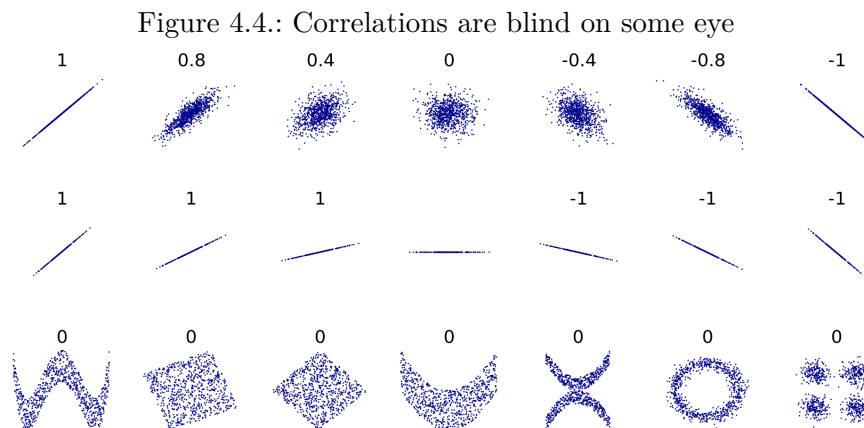 Figure 4.4.: Correlations are blind on some eye
1 0.8 0.4 0 -0.4 -0.8 -1
1 1 1 -1 -1 -1
0 0 0 0 0 0 0